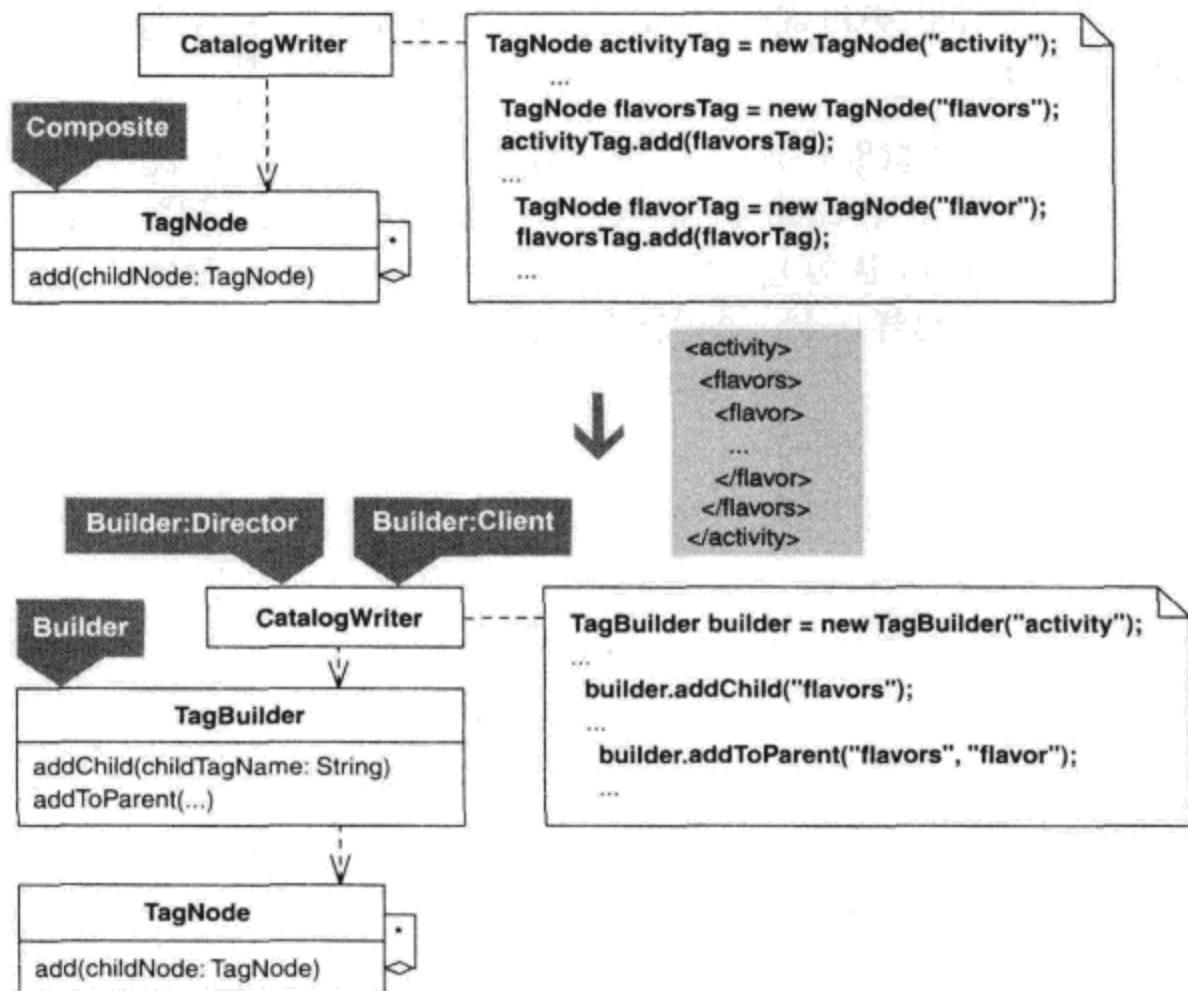 CatalogWriter
TagNode activityTag = new TagNode("activity");
...
TagNode flavorsTag = new TagNode("flavors");
activityTag.add(flavorsTag);
...
TagNode flavorTag = new TagNode("flavor");
flavorsTag.add(flavorTag);
...
Composite
TagNode
*
add(childNode: TagNode)
<activity>
<flavors>
<flavor>
...
</flavor>
</flavors>
</activity>
Builder:Director
Builder:Client
CatalogWriter
TagBuilder builder = new TagBuilder("activity");
...
builder.addChild("flavors");
...
builder.addToParent("flavors", "flavor");
...
Builder
TagBuilder
addChild(childTagName: String)
addToParent(...)
TagNode
*
add(childNode: TagNode)